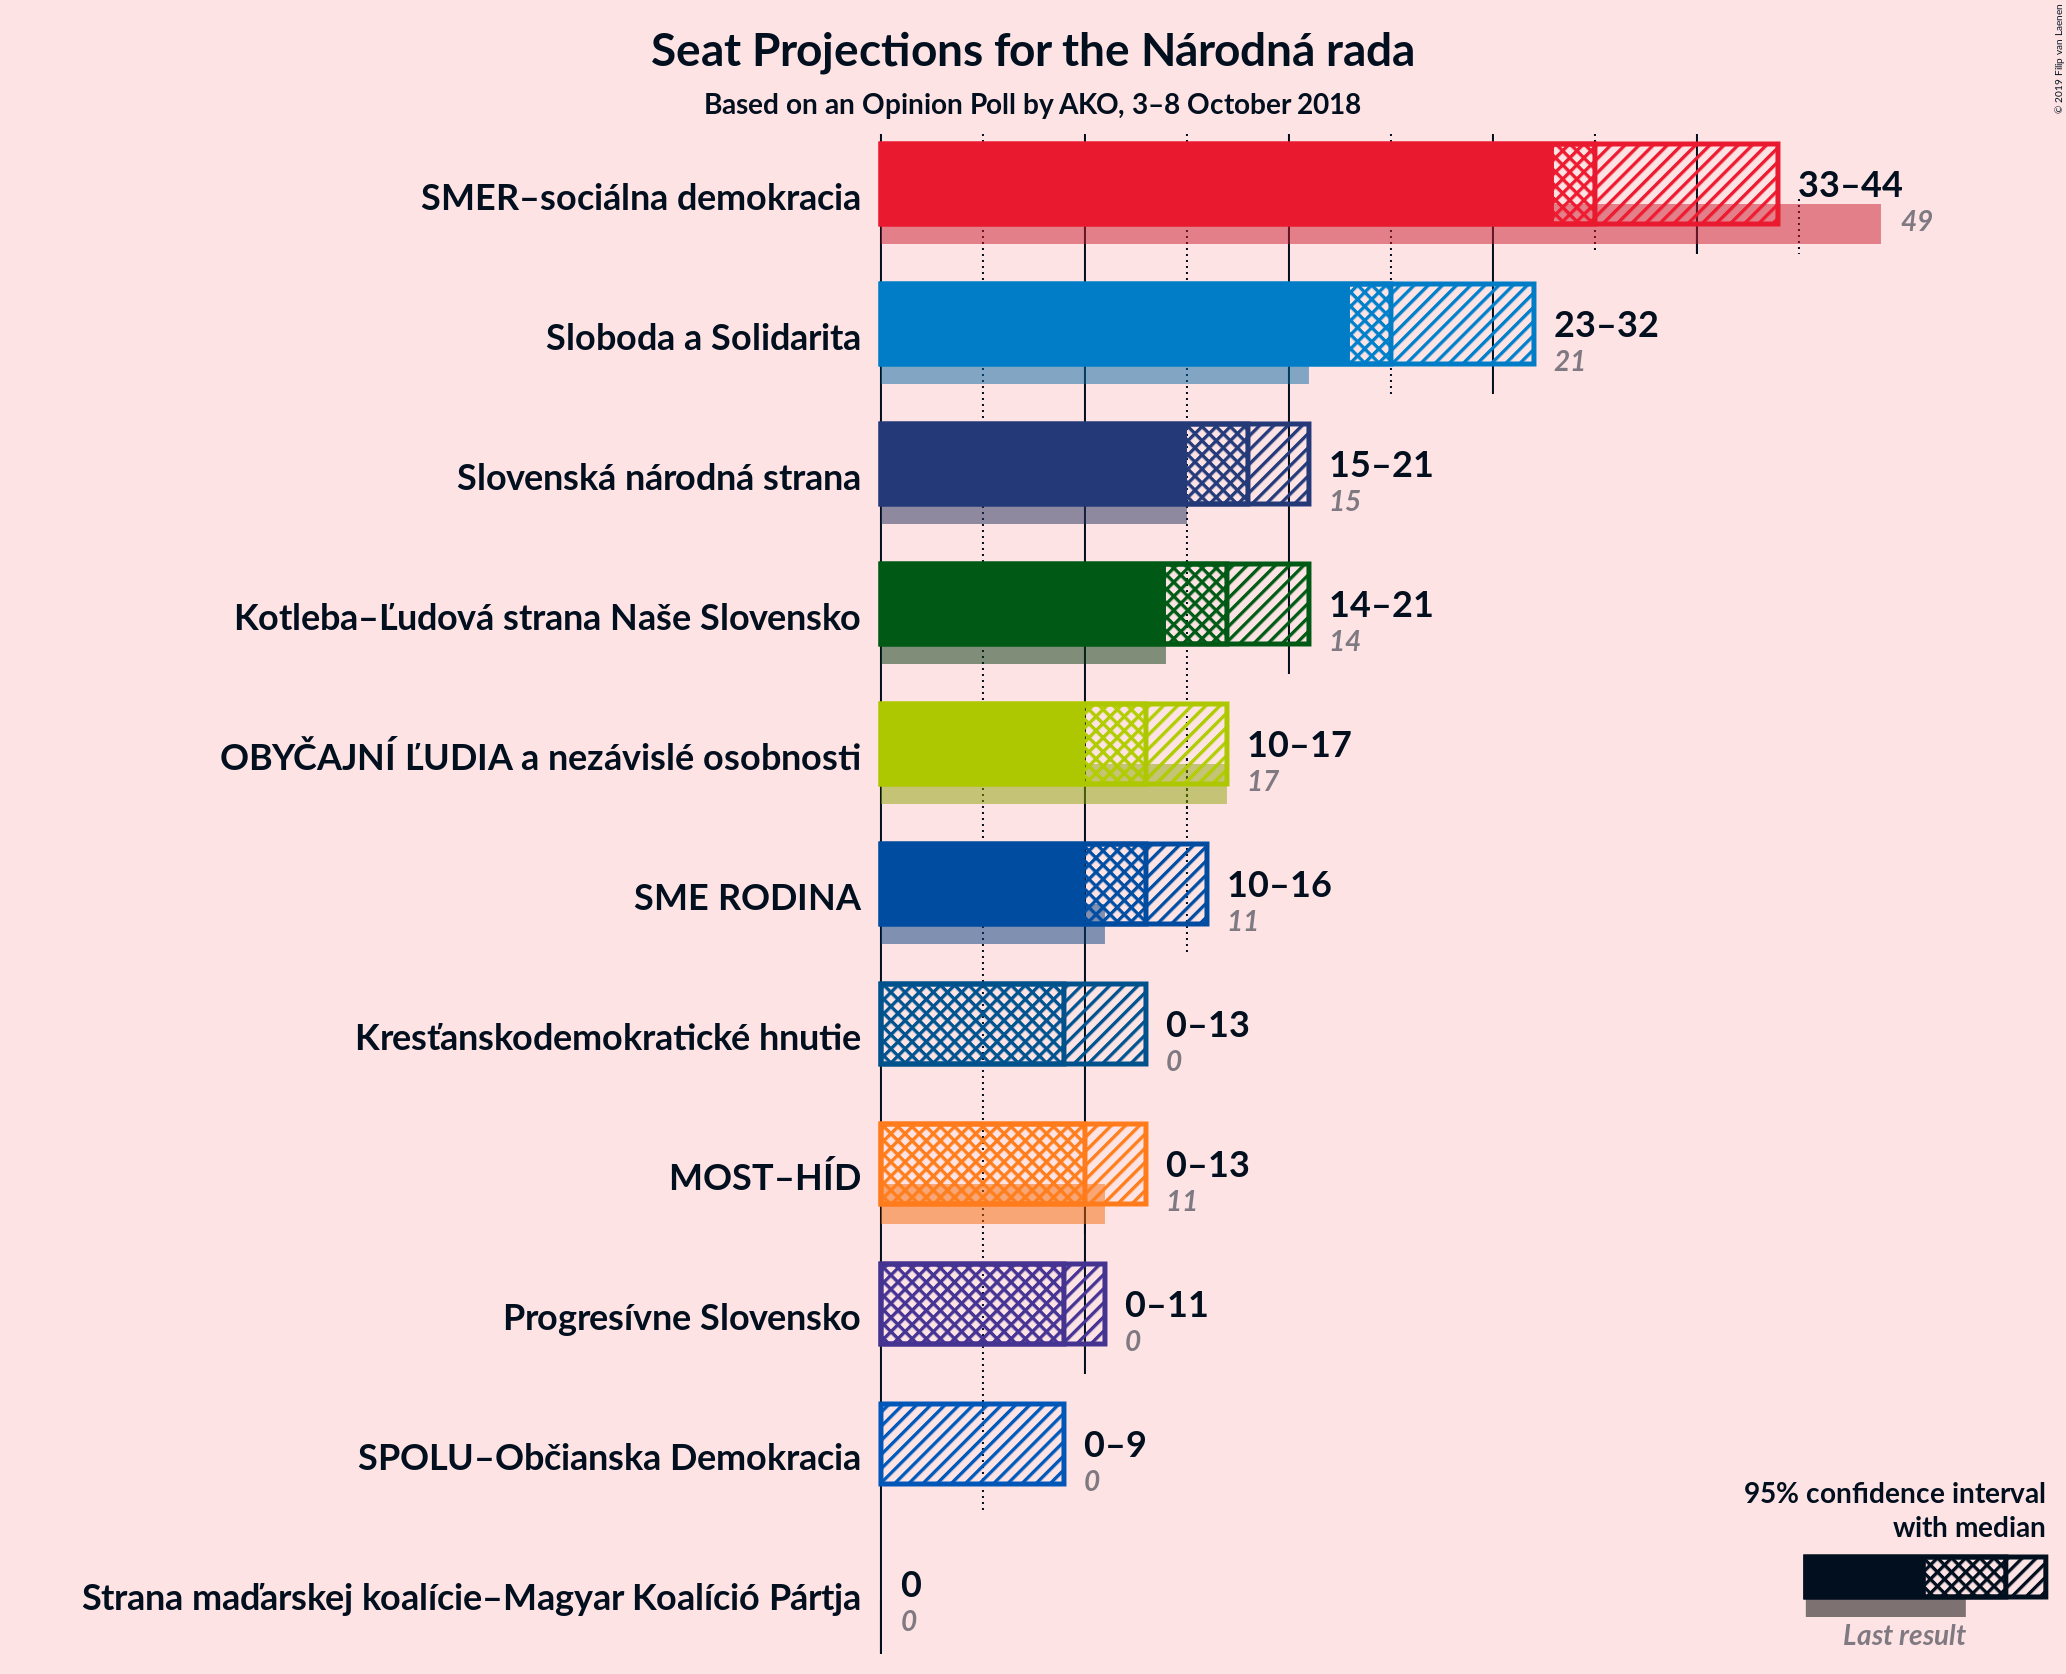 Seat Projections for the Národná rada
Based on an Opinion Poll by AKO, 3–8 October 2018
© 2019 Filip van Laenen
SMER–sociálna demokracia
33–44
49
Sloboda a Solidarita
23–32
21
Slovenská národná strana
15–21
15
Kotleba–Ľudová strana Naše Slovensko
14–21
14
OBYČAJNÍ ĽUDIA a nezávislé osobnosti
10–17
17
SME RODINA
10–16
11
Kresťanskodemokratické hnutie
0–13
0
MOST–HÍD
0–13
11
Progresívne Slovensko
0–11
0
SPOLU–Občianska Demokracia
0–9
0
Strana maďarskej koalície–Magyar Koalíció Pártja
0
0
95% confidence interval
with median
Last result